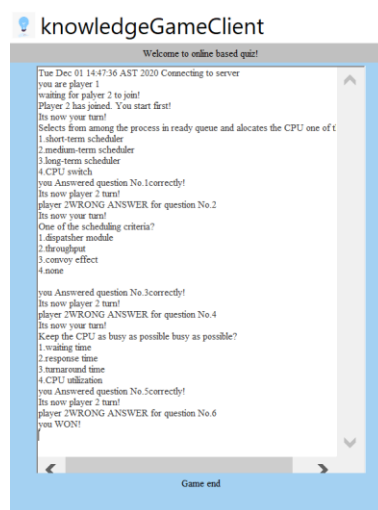 knowledgeGameClient
Welcome to online based quiz!
Tue Dec 01 14:47:36 AST 2020 Connecting to server
you are player 1
waiting for palyer 2 to join!
Player 2 has joined. You start first!
Its now your turn!
Selects from among the process in ready queue and alocates the CPU one of
1.short-term scheduler
2.medium-term scheduler
3.long-term scheduler
4.CPU switch
you Answered question No.1correctly!
Its now player 2 turn!
player 2WRONG ANSWER for question No.2
Its now your turn!
One of the scheduling criteria?
1.dispatsher module
2.throughput
3.convoy effect
4.none
you Answered question No.3correctly!
Its now player 2 turn!
player 2WRONG ANSWER for question No.4
Its now your turn!
Keep the CPU as busy as possible busy as possible?
1.waiting time
2.response time
3.turnaround time
4.CPU utilization
you Answered question No.5correctly!
Its now player 2 turn!
player 2WRONG ANSWER for question No.6
you WON!
Game end